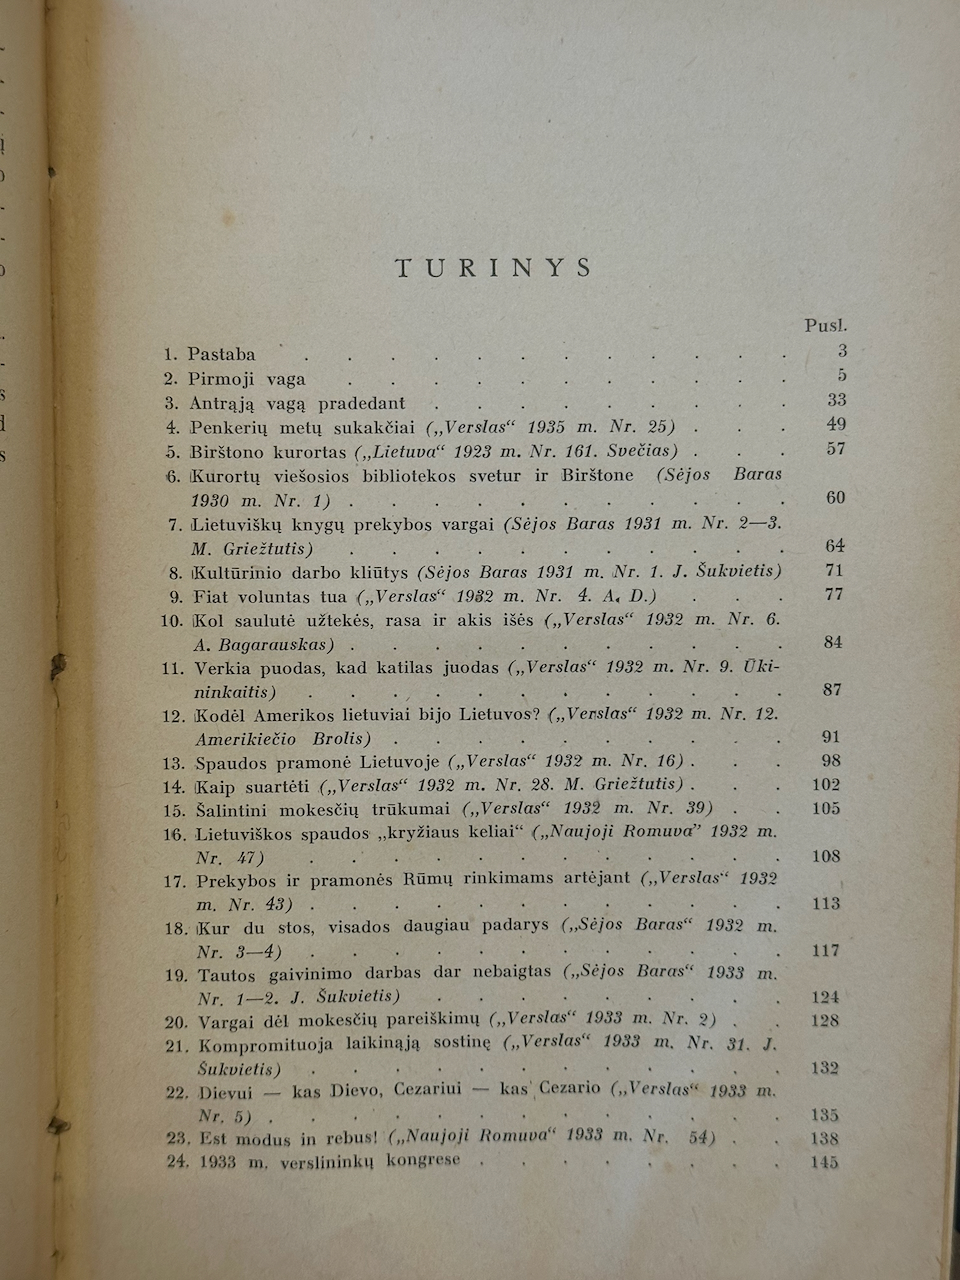 TURINYS
Pusl.
1. Pastaba . . . . . . . . . . . . 3
2. Pirmoji vaga . . . . . . . . . . . 5
3. Antrąją vagą pradedant . . . . . . . . . 33
4. Penkerių metų sukakčiai („Verslas“ 1935 m. Nr. 25) . . . 49
5. Birštono kurortas („Lietuva“ 1923 m. Nr. 161. Svečias) . . . 57
6. Kurortų viešosios bibliotekos svetur ir Birštone (Sėjos Baras
1930 m. Nr. 1) . . . . . . . . . . . 60
7. Lietuviškų knygų prekybos vargai (Sėjos Baras 1931 m. Nr. 2—3.
M. Griežtutis) . . . . . . . . . . . 64
8. Kultūrinio darbo kliūtys (Sėjos Baras 1931 m. Nr. 1. J. Šukvietis) 71
9. Fiat voluntas tua („Verslas“ 1932 m. Nr. 4. A. D.) . . . 77
10. Kol saulutė užtekės, rasa ir akis išės („Verslas“ 1932 m. Nr. 6.
A. Bagarauskas) . . . . . . . . . . . 84
11. Verkia puodas, kad katilas juodas („Verslas“ 1932 m. Nr. 9. Ūki-
ninkaitis) . . . . . . . . . . . . 87
12. Kodėl Amerikos lietuviai bijo Lietuvos? („Verslas“ 1932 m. Nr. 12.
Amerikiečio Brolis) . . . . . . . . . . 91
13. Spaudos pramonė Lietuvoje („Verslas“ 1932 m. Nr. 16) . . . 98
14. Kaip suartėti („Verslas“ 1932 m. Nr. 28. M. Griežtutis) . . . 102
15. Šalintini mokesčių trūkumai („Verslas“ 1932 m. Nr. 39) . . 105
16. Lietuviškos spaudos „kryžiaus keliai“ („Naujoji Romuva” 1932 m.
Nr. 47) . . . . . . . . . . . . 108
17. Prekybos ir pramonės Rūmų rinkimams artėjant („Verslas“ 1932
m. Nr. 43) . . . . . . . . . . . . 113
18. Kur du stos, visados daugiau padarys („Sėjos Baras“ 1932 m.
Nr. 3—4) . . . . . . . . . . . . 117
19. Tautos gaivinimo darbas dar nebaigtas („Sėjos Baras“ 1933 m.
Nr. 1—2. J. Šukvietis) . . . . . . . . . 124
20. Vargai dėl mokesčių pareiškimų („Verslas“ 1933 m. Nr. 2) . . 128
21. Kompromituoja laikinąją sostinę („Verslas“ 1933 m. Nr. 31. J.
Šukvietis) . . . . . . . . . . . . 132
22. Dievui — kas Dievo, Cezariui — kas Cezario („Verslas“ 1933 m.
Nr. 5) . . . . . . . . . . . . 135
23. Est modus in rebus! („Naujoji Romuva“ 1933 m. Nr. 54) . . 138
24. 1933 m. verslininkų kongrese . . . . . . . . 145